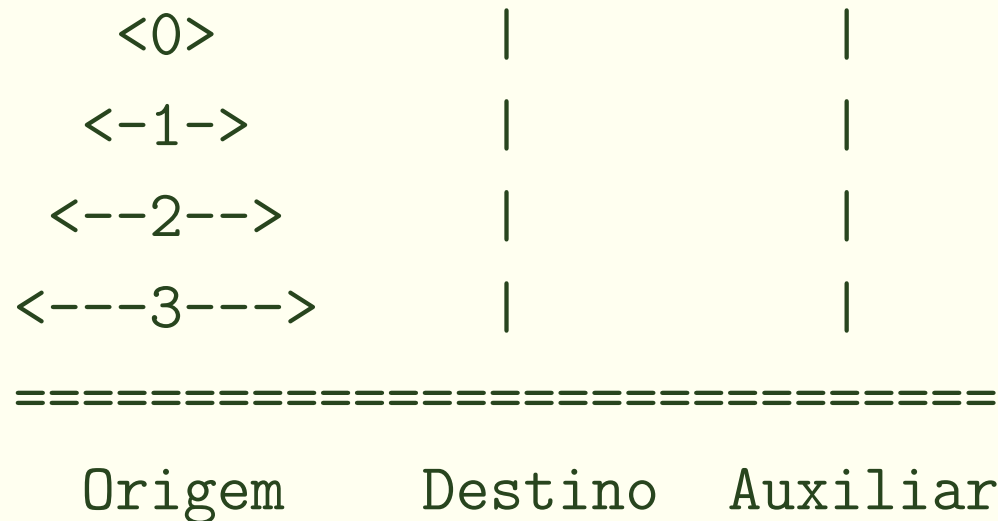 <0> | |
<-1-> | |
<--2--> | |
<---3---> | |
=============================
Origem Destino Auxiliar